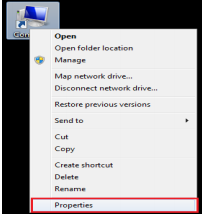 Open
Open folder location
Manage
Map network drive...
Disconnect network drive...
Restore previous versions
Send to
Cut
Copy
Create shortcut
Delete
Rename
Properties